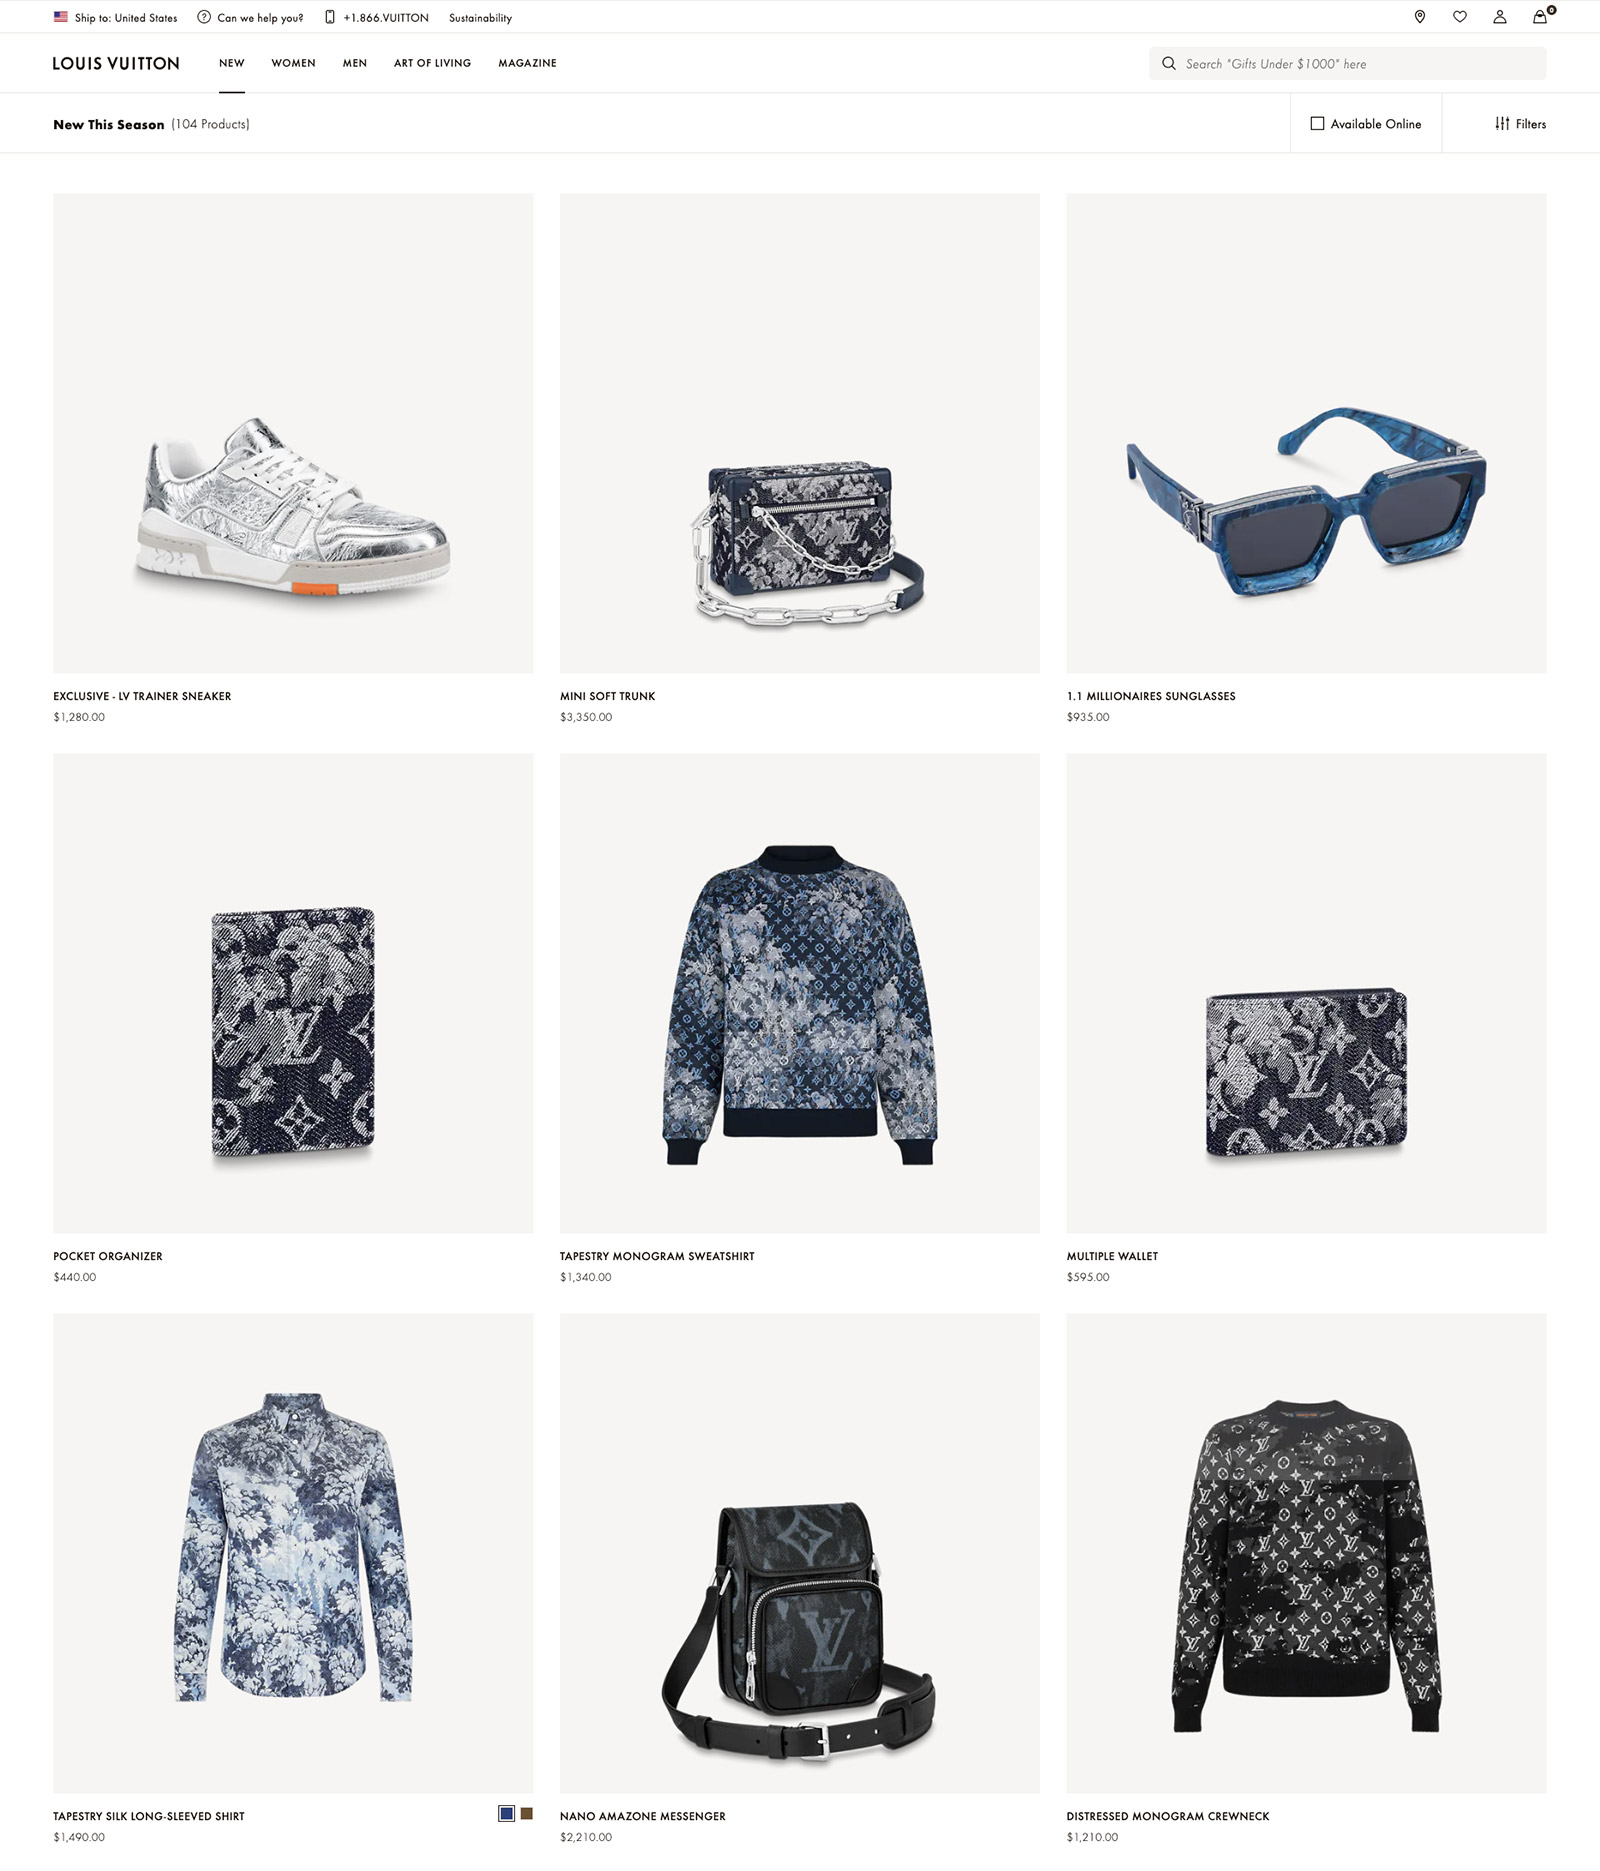 Ship to: United States Can we help you? +1.866.VUITTON Sustainability 0
LOUIS VUITTON NEW WOMEN MEN ART OF LIVING MAGAZINE Search "Gifts Under $1000" here
New This Season (104 Products) Available Online Filters
EXCLUSIVE - LV TRAINER SNEAKER MINI SOFT TRUNK 1.1 MILLIONAIRES SUNGLASSES
$1,280.00 $3,350.00 $935.00
POCKET ORGANIZER TAPESTRY MONOGRAM SWEATSHIRT MULTIPLE WALLET
$440.00 $1,340.00 $595.00
TAPESTRY SILK LONG-SLEEVED SHIRT NANO AMAZONE MESSENGER DISTRESSED MONOGRAM CREWNECK
$1,490.00 $2,210.00 $1,210.00